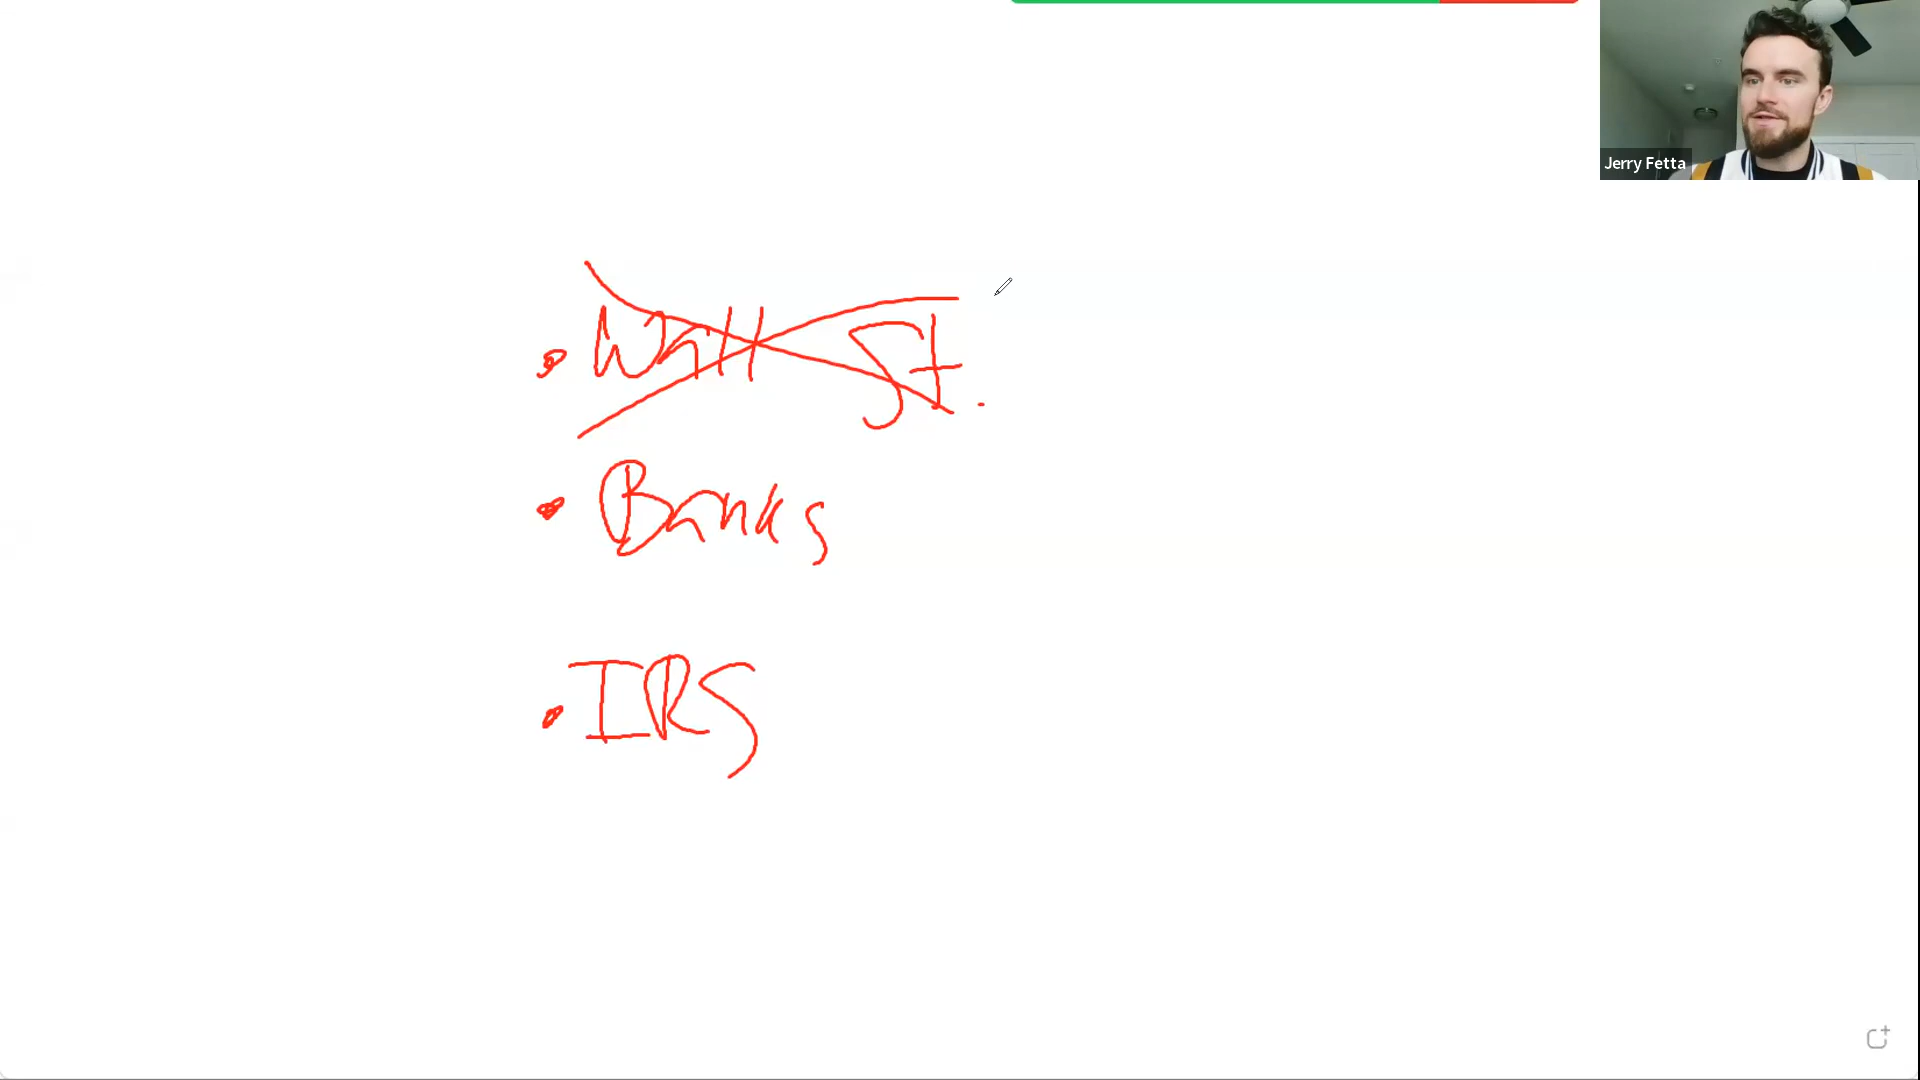 Jerry Fetta
• Wall St.
• Banks
• IRS